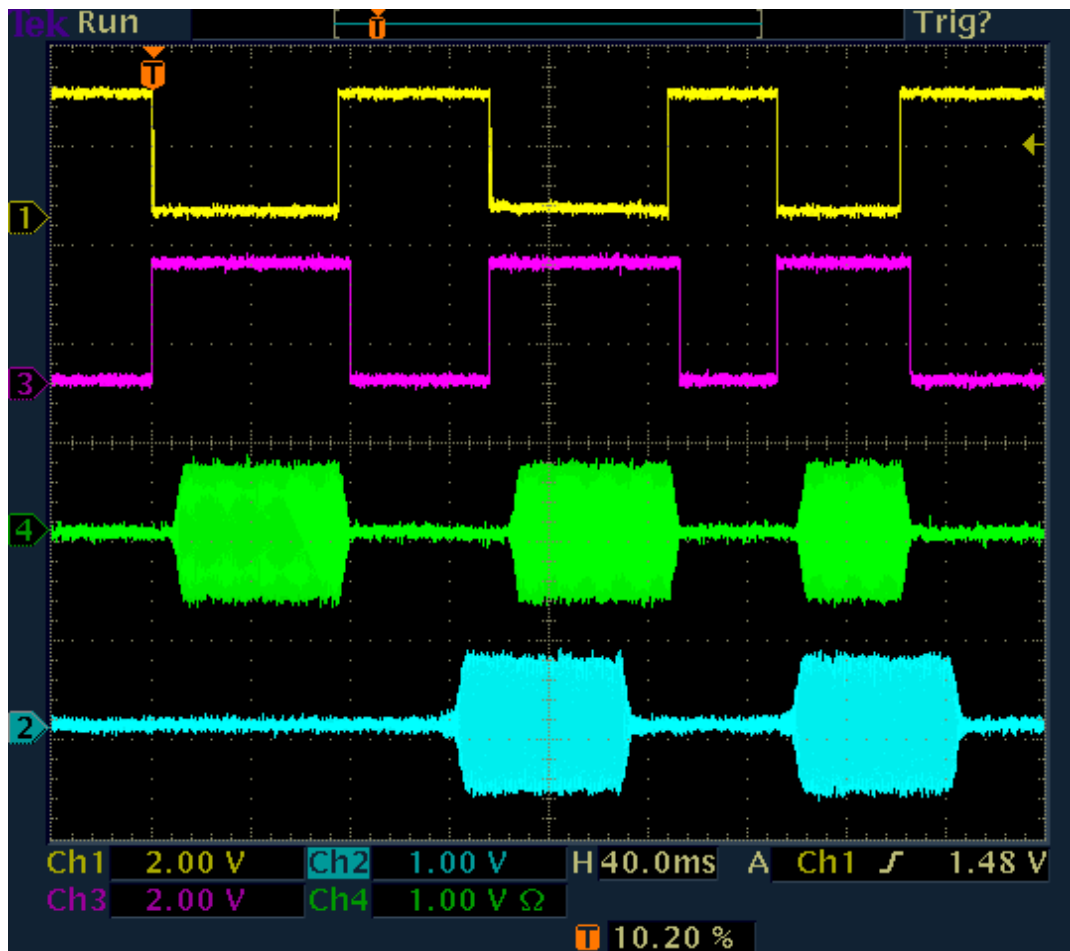 Tek Run Trig?
T
T
1
3
4
2
Ch1 2.00 V Ch2 1.00 V H 40.0ms A Ch1 1.48 V
Ch3 2.00 V Ch4 1.00 V Ω
T 10.20 %